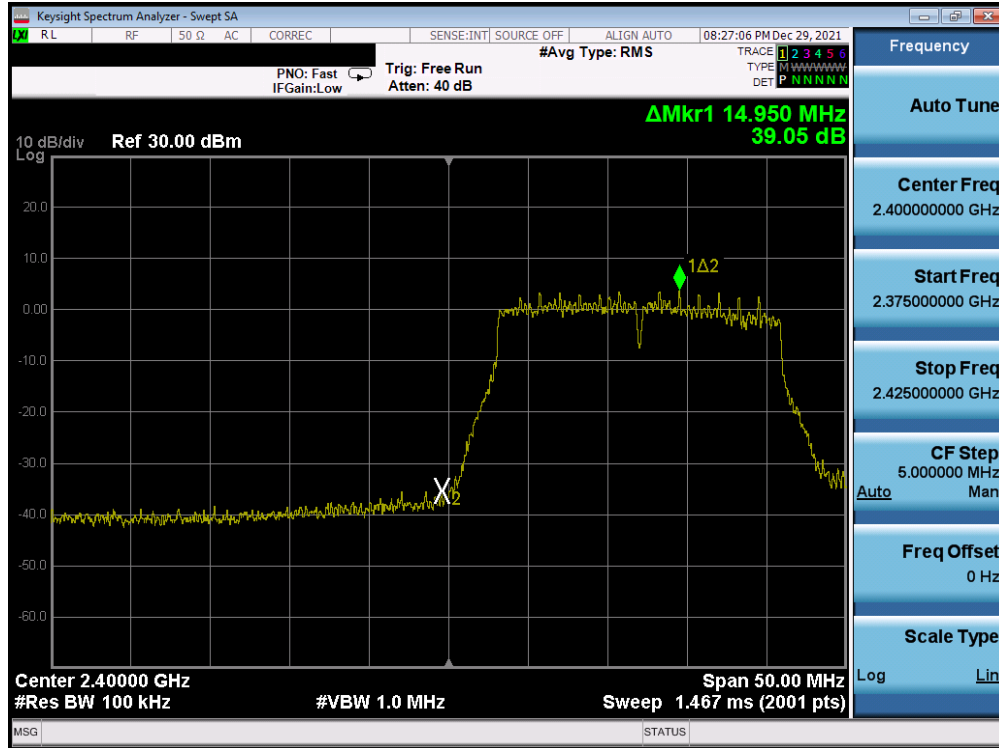 Keysight Spectrum Analyzer - Swept SA
LXI RL RF 50 Ω AC CORREC SENSE:INT SOURCE OFF ALIGN AUTO 08:27:06 PM Dec 29, 2021
#Avg Type: RMS TRACE 1 2 3 4 5 6
PNO: Fast Trig: Free Run TYPE M WWWWW
IFGain:Low Atten: 40 dB DET P N N N N N
ΔMkr1 14.950 MHz
10 dB/div Ref 30.00 dBm 39.05 dB
Log
20.0
10.0
1Δ2
0.00
-10.0
-20.0
-30.0
X2
-40.0
-50.0
-60.0
Center 2.40000 GHz Span 50.00 MHz
#Res BW 100 kHz #VBW 1.0 MHz Sweep 1.467 ms (2001 pts)
MSG STATUS
Frequency
Auto Tune
Center Freq
2.400000000 GHz
Start Freq
2.375000000 GHz
Stop Freq
2.425000000 GHz
CF Step
5.000000 MHz
Auto Man
Freq Offset
0 Hz
Scale Type
Log Lin